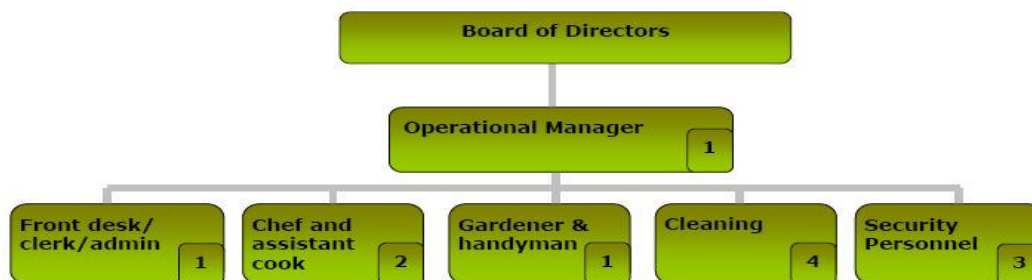 Board of Directors
Operational Manager
1
Front desk/
clerk/admin
1
Chef and
assistant
cook
2
Gardener &
handyman
1
Cleaning
4
Security
Personnel
3